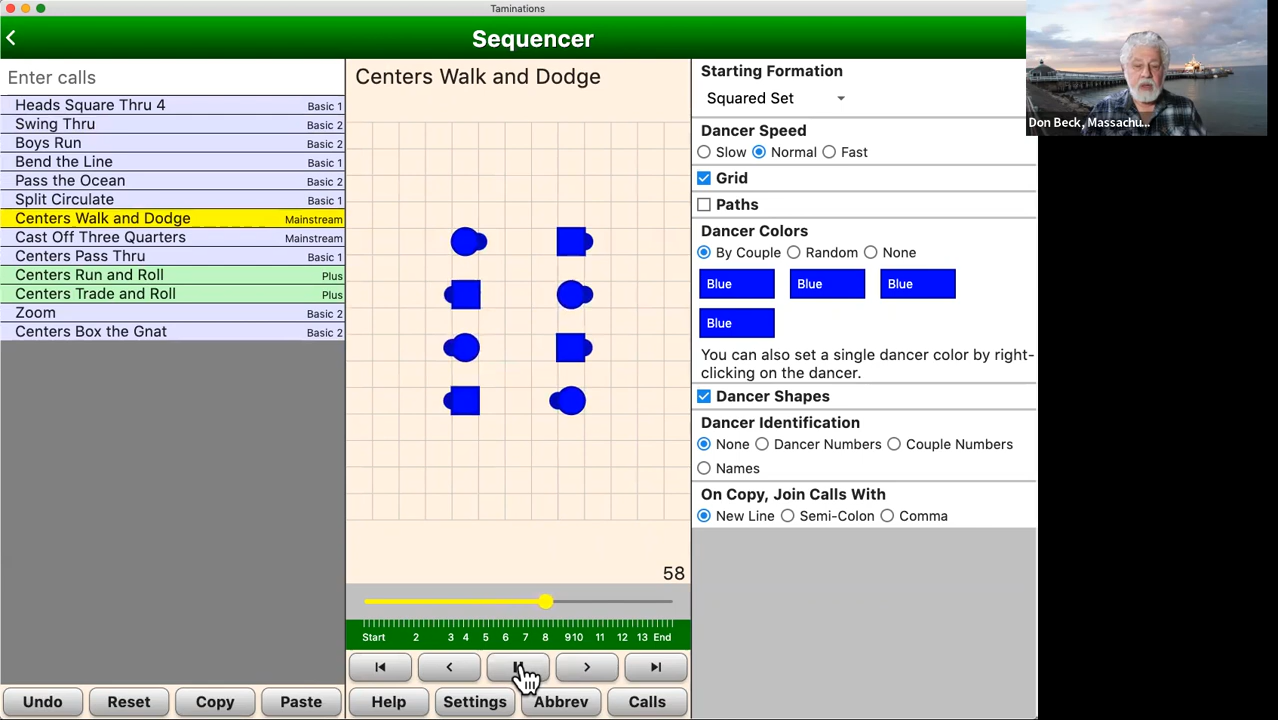 Taminations
Sequencer
Enter calls
Heads Square Thru 4 Basic 1
Swing Thru Basic 2
Boys Run Basic 2
Bend the Line Basic 1
Pass the Ocean Basic 2
Split Circulate Basic 1
Centers Walk and Dodge Mainstream
Cast Off Three Quarters Mainstream
Centers Pass Thru Basic 1
Centers Run and Roll Plus
Centers Trade and Roll Plus
Zoom Basic 2
Centers Box the Gnat Basic 2
Undo Reset Copy Paste
Centers Walk and Dodge
58
Start 2 3 4 5 6 7 8 9 10 11 12 13 End
Help Settings Abbrev Calls
Starting Formation
Squared Set
Dancer Speed
Slow Normal Fast
Grid
Paths
Dancer Colors
By Couple Random None
Blue Blue Blue
Blue
You can also set a single dancer color by right-
clicking on the dancer.
Dancer Shapes
Dancer Identification
None Dancer Numbers Couple Numbers
Names
On Copy, Join Calls With
New Line Semi-Colon Comma
Don Beck, Massachu...